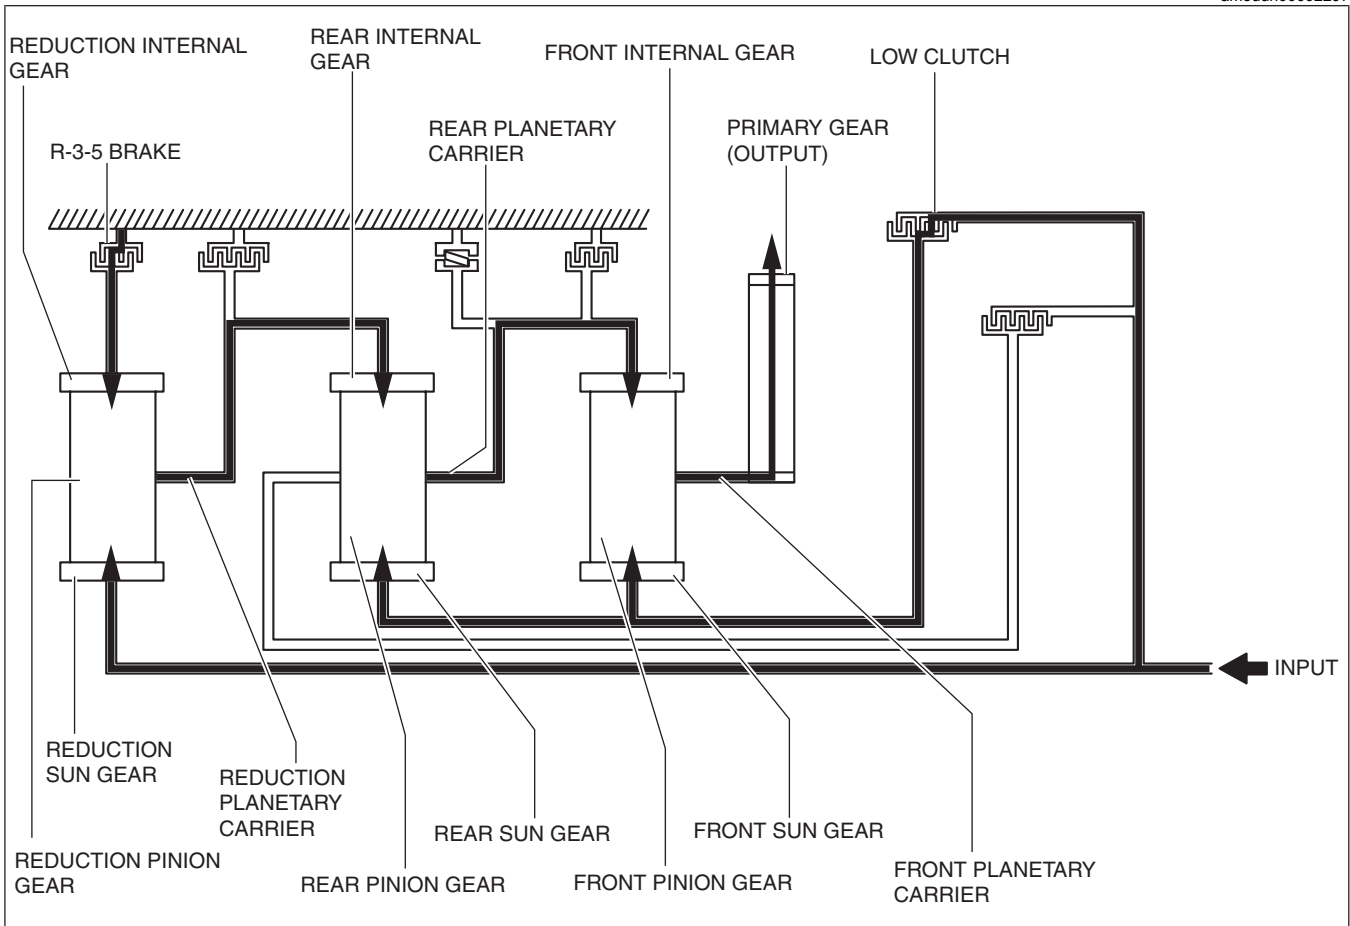 REDUCTION INTERNAL
GEAR
REAR INTERNAL
GEAR
FRONT INTERNAL GEAR
LOW CLUTCH
R-3-5 BRAKE
REAR PLANETARY
CARRIER
PRIMARY GEAR
(OUTPUT)
INPUT
REDUCTION
SUN GEAR
REDUCTION
PLANETARY
CARRIER
REAR SUN GEAR
FRONT SUN GEAR
REDUCTION PINION
GEAR
REAR PINION GEAR
FRONT PINION GEAR
FRONT PLANETARY
CARRIER